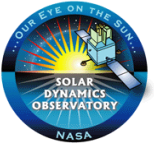 ...OUR EYE ON THE SUN...
SOLAR
DYNAMICS
OBSERVATORY
NASA